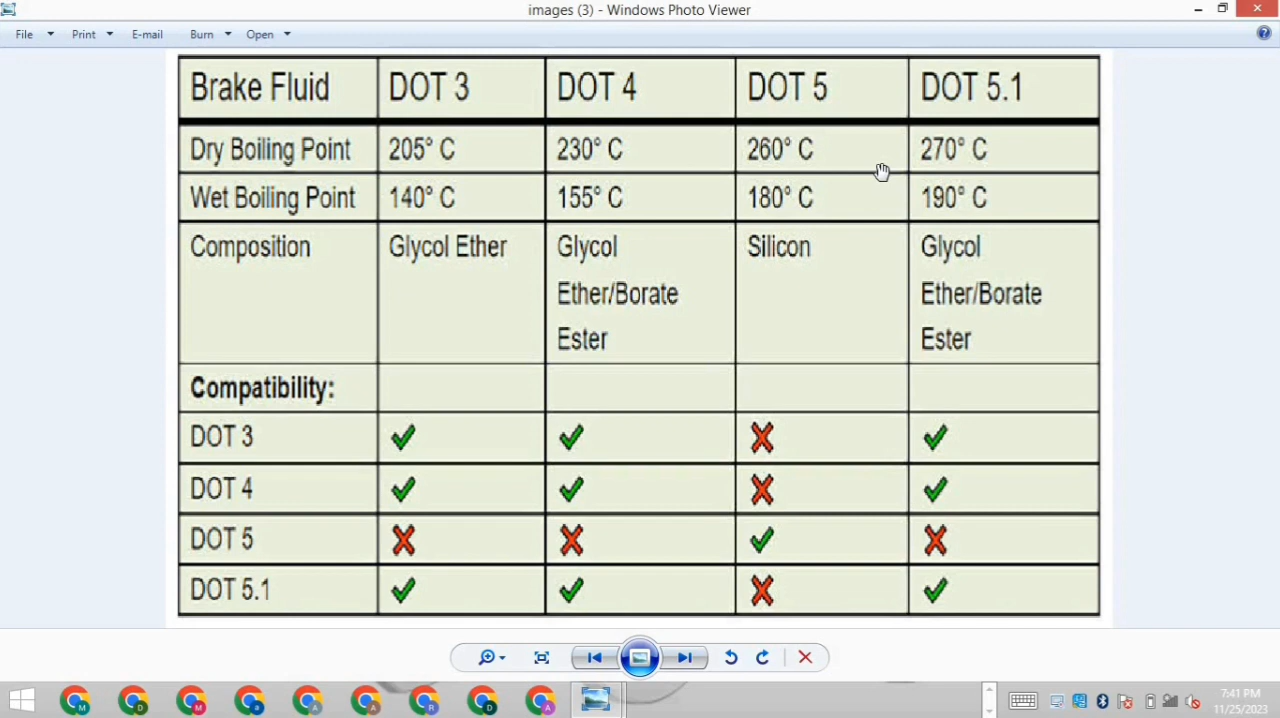 images (3) - Windows Photo Viewer
File Print E-mail Burn Open
Brake Fluid DOT 3 DOT 4 DOT 5 DOT 5.1
Dry Boiling Point 205° C 230° C 260° C 270° C
Wet Boiling Point 140° C 155° C 180° C 190° C
Composition Glycol Ether Glycol Silicon Glycol
Ether/Borate Ether/Borate
Ester Ester
Compatibility:
DOT 3
DOT 4
DOT 5
DOT 5.1
M D M a A A R D A
7:41 PM
11/25/2023